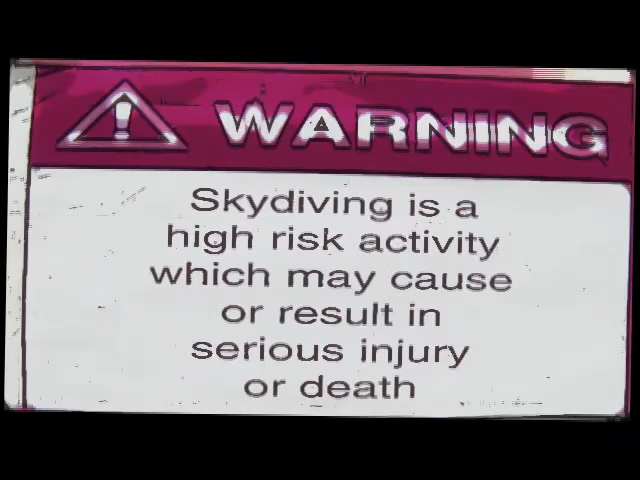 WARNING
Skydiving is a
high risk activity
which may cause
or result in
serious injury
or death